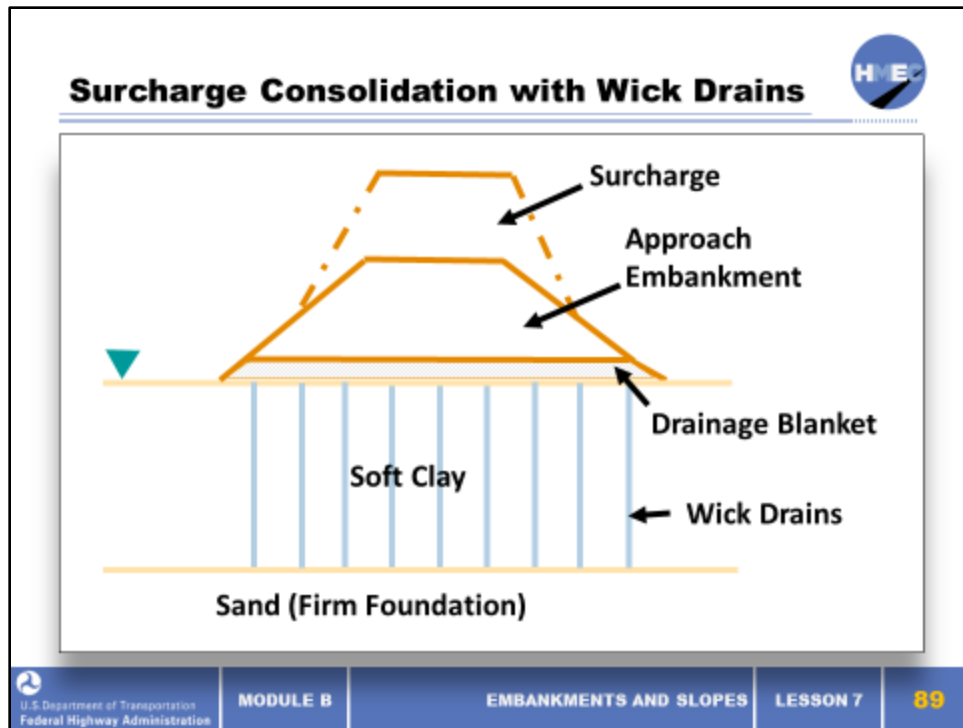 Surcharge Consolidation with Wick Drains
HMEC
Surcharge
Approach
Embankment
Drainage Blanket
Soft Clay
Wick Drains
Sand (Firm Foundation)
U.S. Department of Transportation
Federal Highway Administration
MODULE B
EMBANKMENTS AND SLOPES
LESSON 7
89